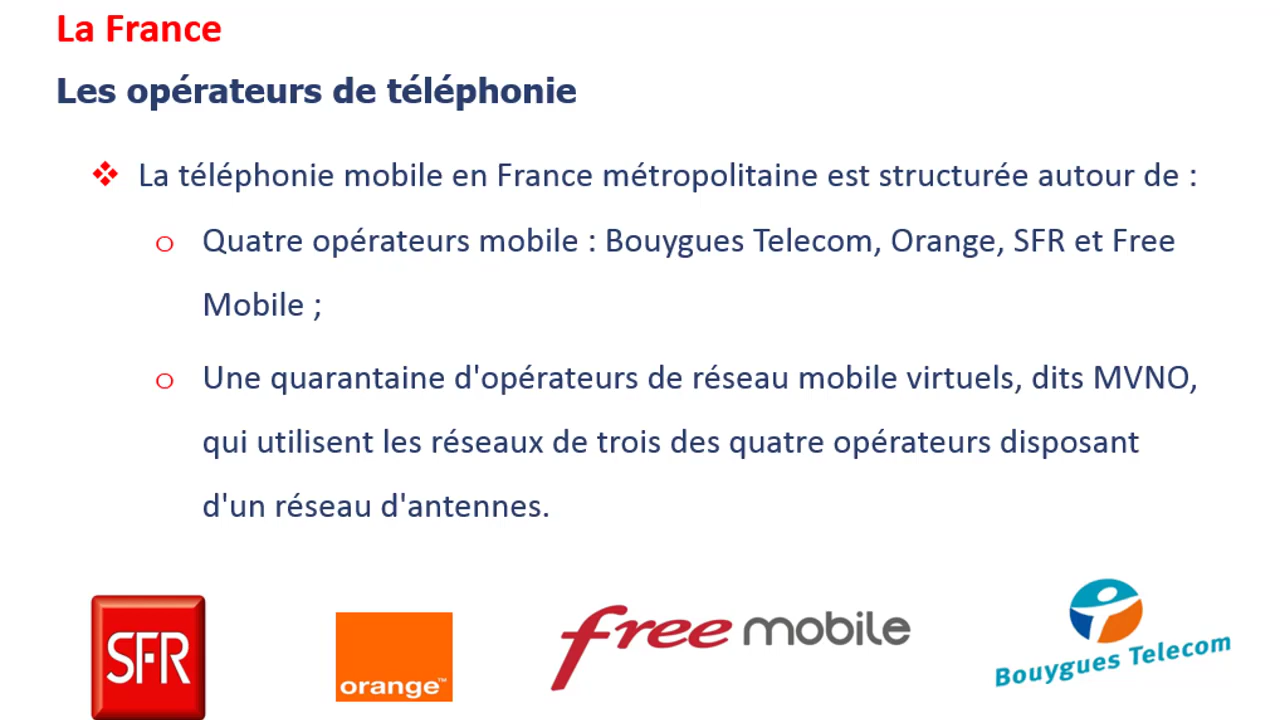 La France
Les opérateurs de téléphonie
La téléphonie mobile en France métropolitaine est structurée autour de :
o Quatre opérateurs mobile : Bouygues Telecom, Orange, SFR et Free
Mobile ;
o Une quarantaine d'opérateurs de réseau mobile virtuels, dits MVNO,
qui utilisent les réseaux de trois des quatre opérateurs disposant
d'un réseau d'antennes.
SFR
orange™
free mobile
Bouygues Telecom